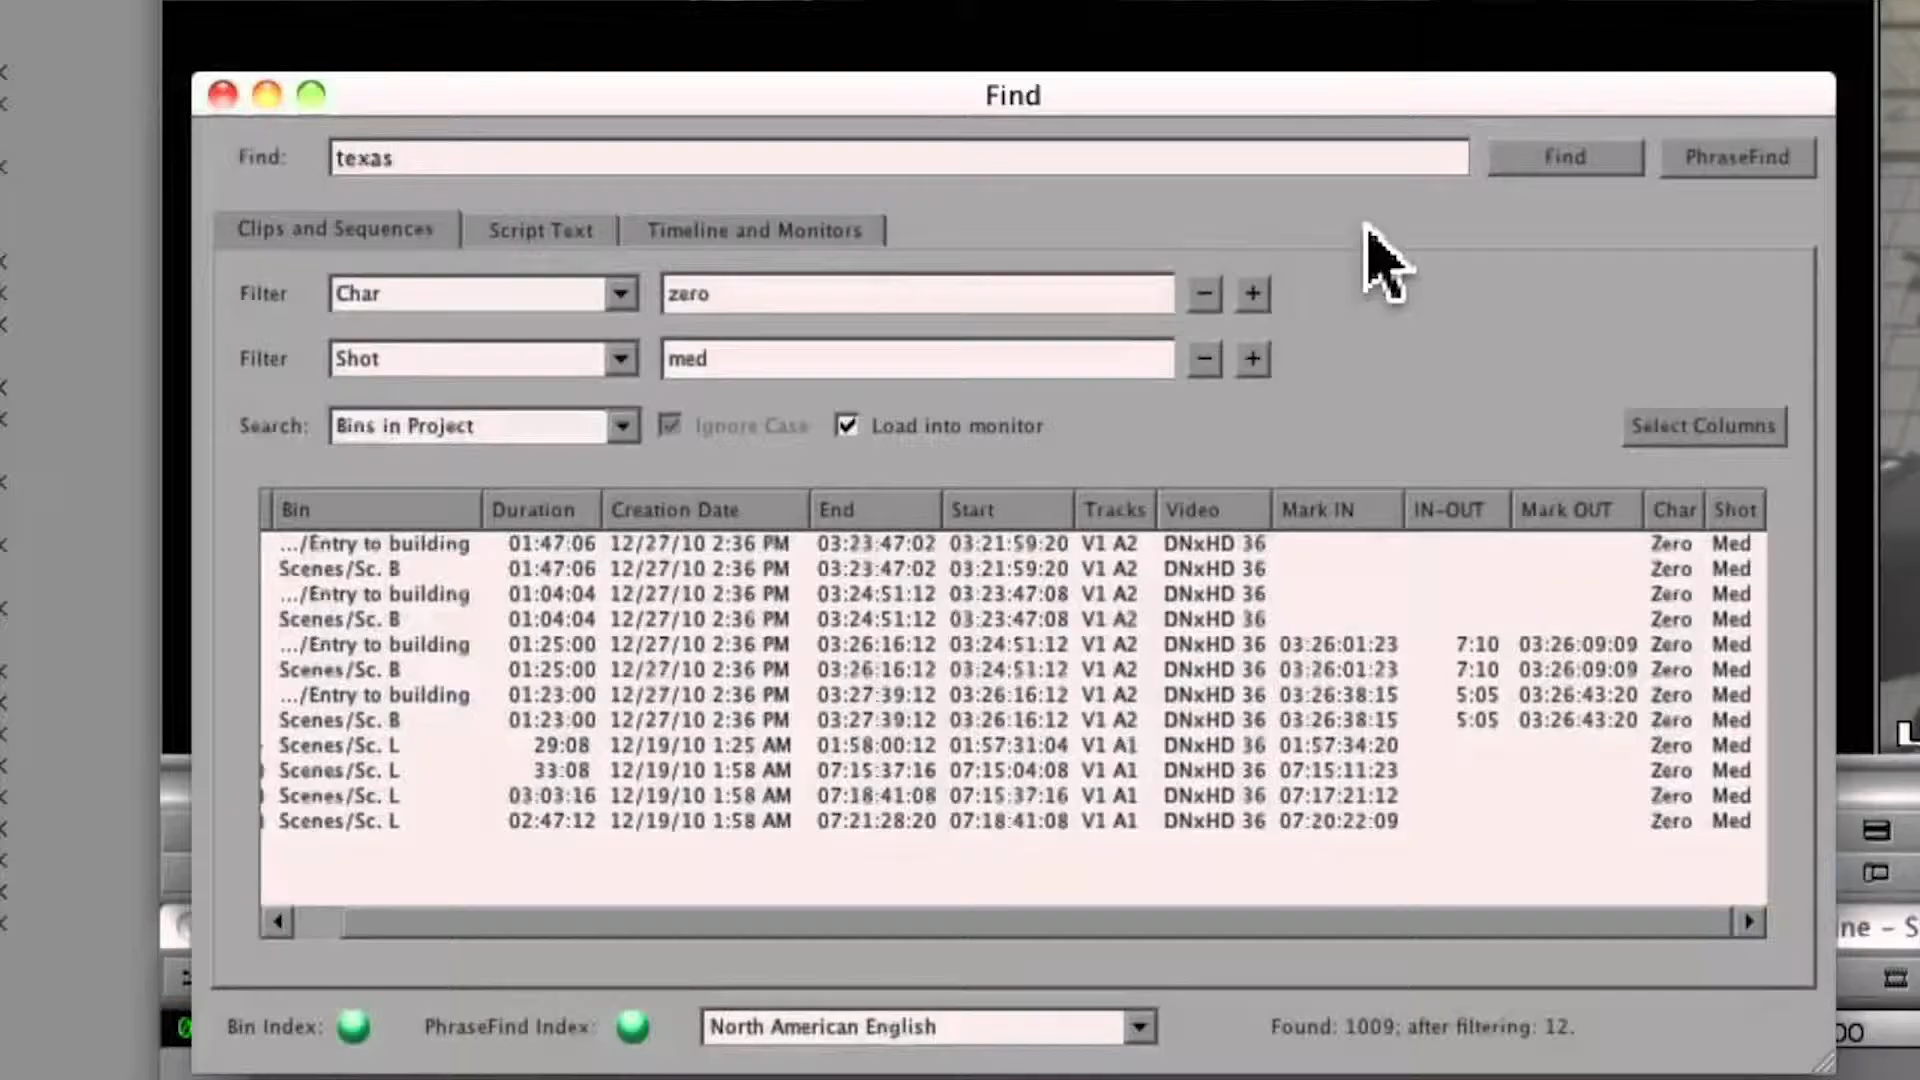 Find
Find: texas Find PhraseFind
Clips and Sequences Script Text Timeline and Monitors
Filter Char zero − +
Filter Shot med − +
Search: Bins in Project Ignore Case Load into monitor Select Columns
Bin Duration Creation Date End Start Tracks Video Mark IN IN-OUT Mark OUT Char Shot
.../Entry to building 01:47:06 12/27/10 2:36 PM 03:23:47:02 03:21:59:20 V1 A2 DNxHD 36 Zero Med
Scenes/Sc. B 01:47:06 12/27/10 2:36 PM 03:23:47:02 03:21:59:20 V1 A2 DNxHD 36 Zero Med
.../Entry to building 01:04:04 12/27/10 2:36 PM 03:24:51:12 03:23:47:08 V1 A2 DNxHD 36 Zero Med
Scenes/Sc. B 01:04:04 12/27/10 2:36 PM 03:24:51:12 03:23:47:08 V1 A2 DNxHD 36 Zero Med
.../Entry to building 01:25:00 12/27/10 2:36 PM 03:26:16:12 03:24:51:12 V1 A2 DNxHD 36 03:26:01:23 7:10 03:26:09:09 Zero Med
Scenes/Sc. B 01:25:00 12/27/10 2:36 PM 03:26:16:12 03:24:51:12 V1 A2 DNxHD 36 03:26:01:23 7:10 03:26:09:09 Zero Med
.../Entry to building 01:23:00 12/27/10 2:36 PM 03:27:39:12 03:26:16:12 V1 A2 DNxHD 36 03:26:38:15 5:05 03:26:43:20 Zero Med
Scenes/Sc. B 01:23:00 12/27/10 2:36 PM 03:27:39:12 03:26:16:12 V1 A2 DNxHD 36 03:26:38:15 5:05 03:26:43:20 Zero Med
Scenes/Sc. L 29:08 12/19/10 1:25 AM 01:58:00:12 01:57:31:04 V1 A1 DNxHD 36 01:57:34:20 Zero Med
Scenes/Sc. L 33:08 12/19/10 1:58 AM 07:15:37:16 07:15:04:08 V1 A1 DNxHD 36 07:15:11:23 Zero Med
Scenes/Sc. L 03:03:16 12/19/10 1:58 AM 07:18:41:08 07:15:37:16 V1 A1 DNxHD 36 07:17:21:12 Zero Med
Scenes/Sc. L 02:47:12 12/19/10 1:58 AM 07:21:28:20 07:18:41:08 V1 A1 DNxHD 36 07:20:22:09 Zero Med
ne - S
Bin Index: PhraseFind Index: North American English Found: 1009; after filtering: 12.